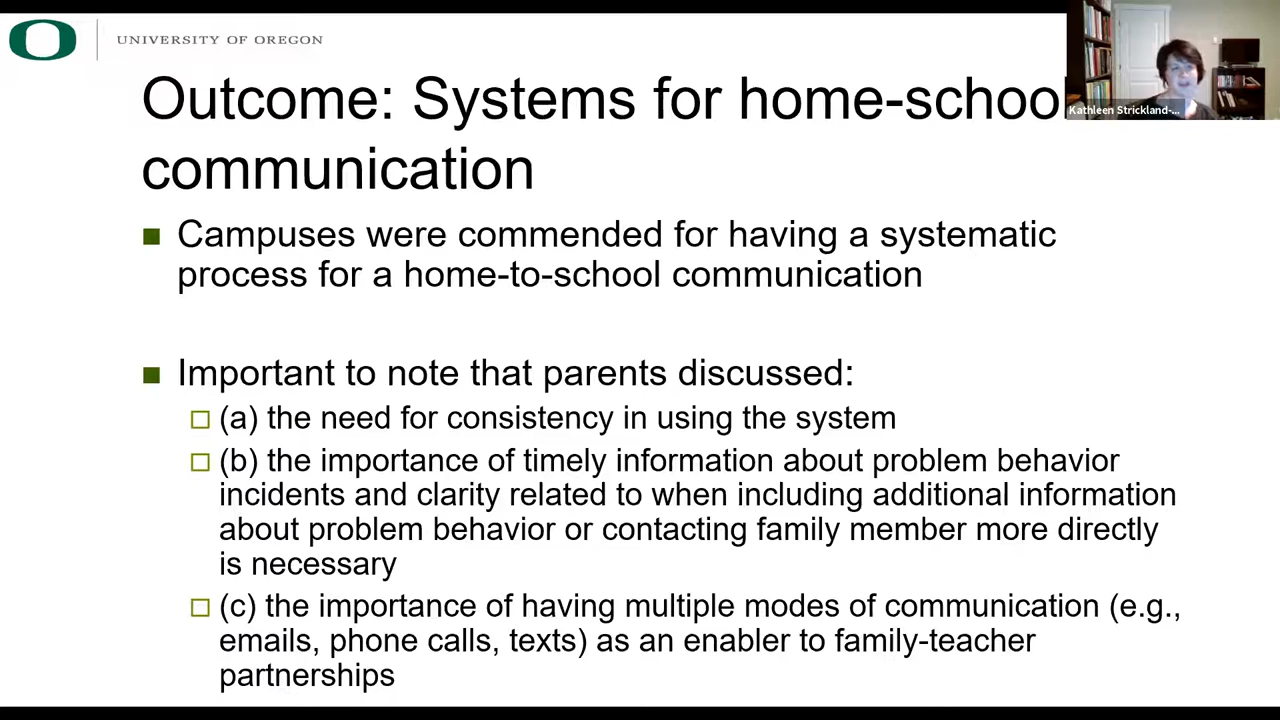 UNIVERSITY OF OREGON
Outcome: Systems for home-schoo
communication
Kathleen Strickland-...
Campuses were commended for having a systematic
process for a home-to-school communication
Important to note that parents discussed:
(a) the need for consistency in using the system
(b) the importance of timely information about problem behavior
incidents and clarity related to when including additional information
about problem behavior or contacting family member more directly
is necessary
(c) the importance of having multiple modes of communication (e.g.,
emails, phone calls, texts) as an enabler to family-teacher
partnerships